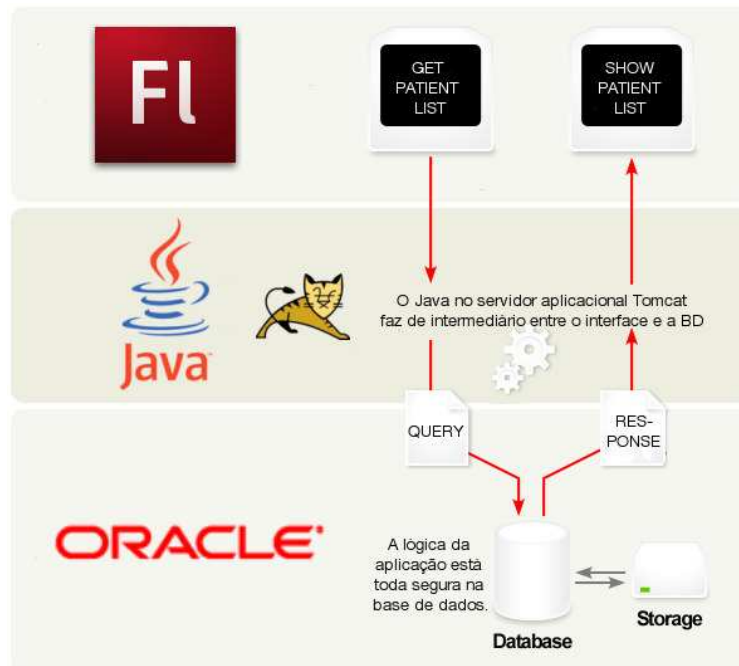 Fl
GET
PATIENT
LIST
SHOW
PATIENT
LIST
Java
O Java no servidor aplicacional Tomcat
faz de intermediário entre o interface e a BD
QUERY
RES-
PONSE
ORACLE
A lógica da
aplicação está
toda segura na
base de dados.
Database
Storage